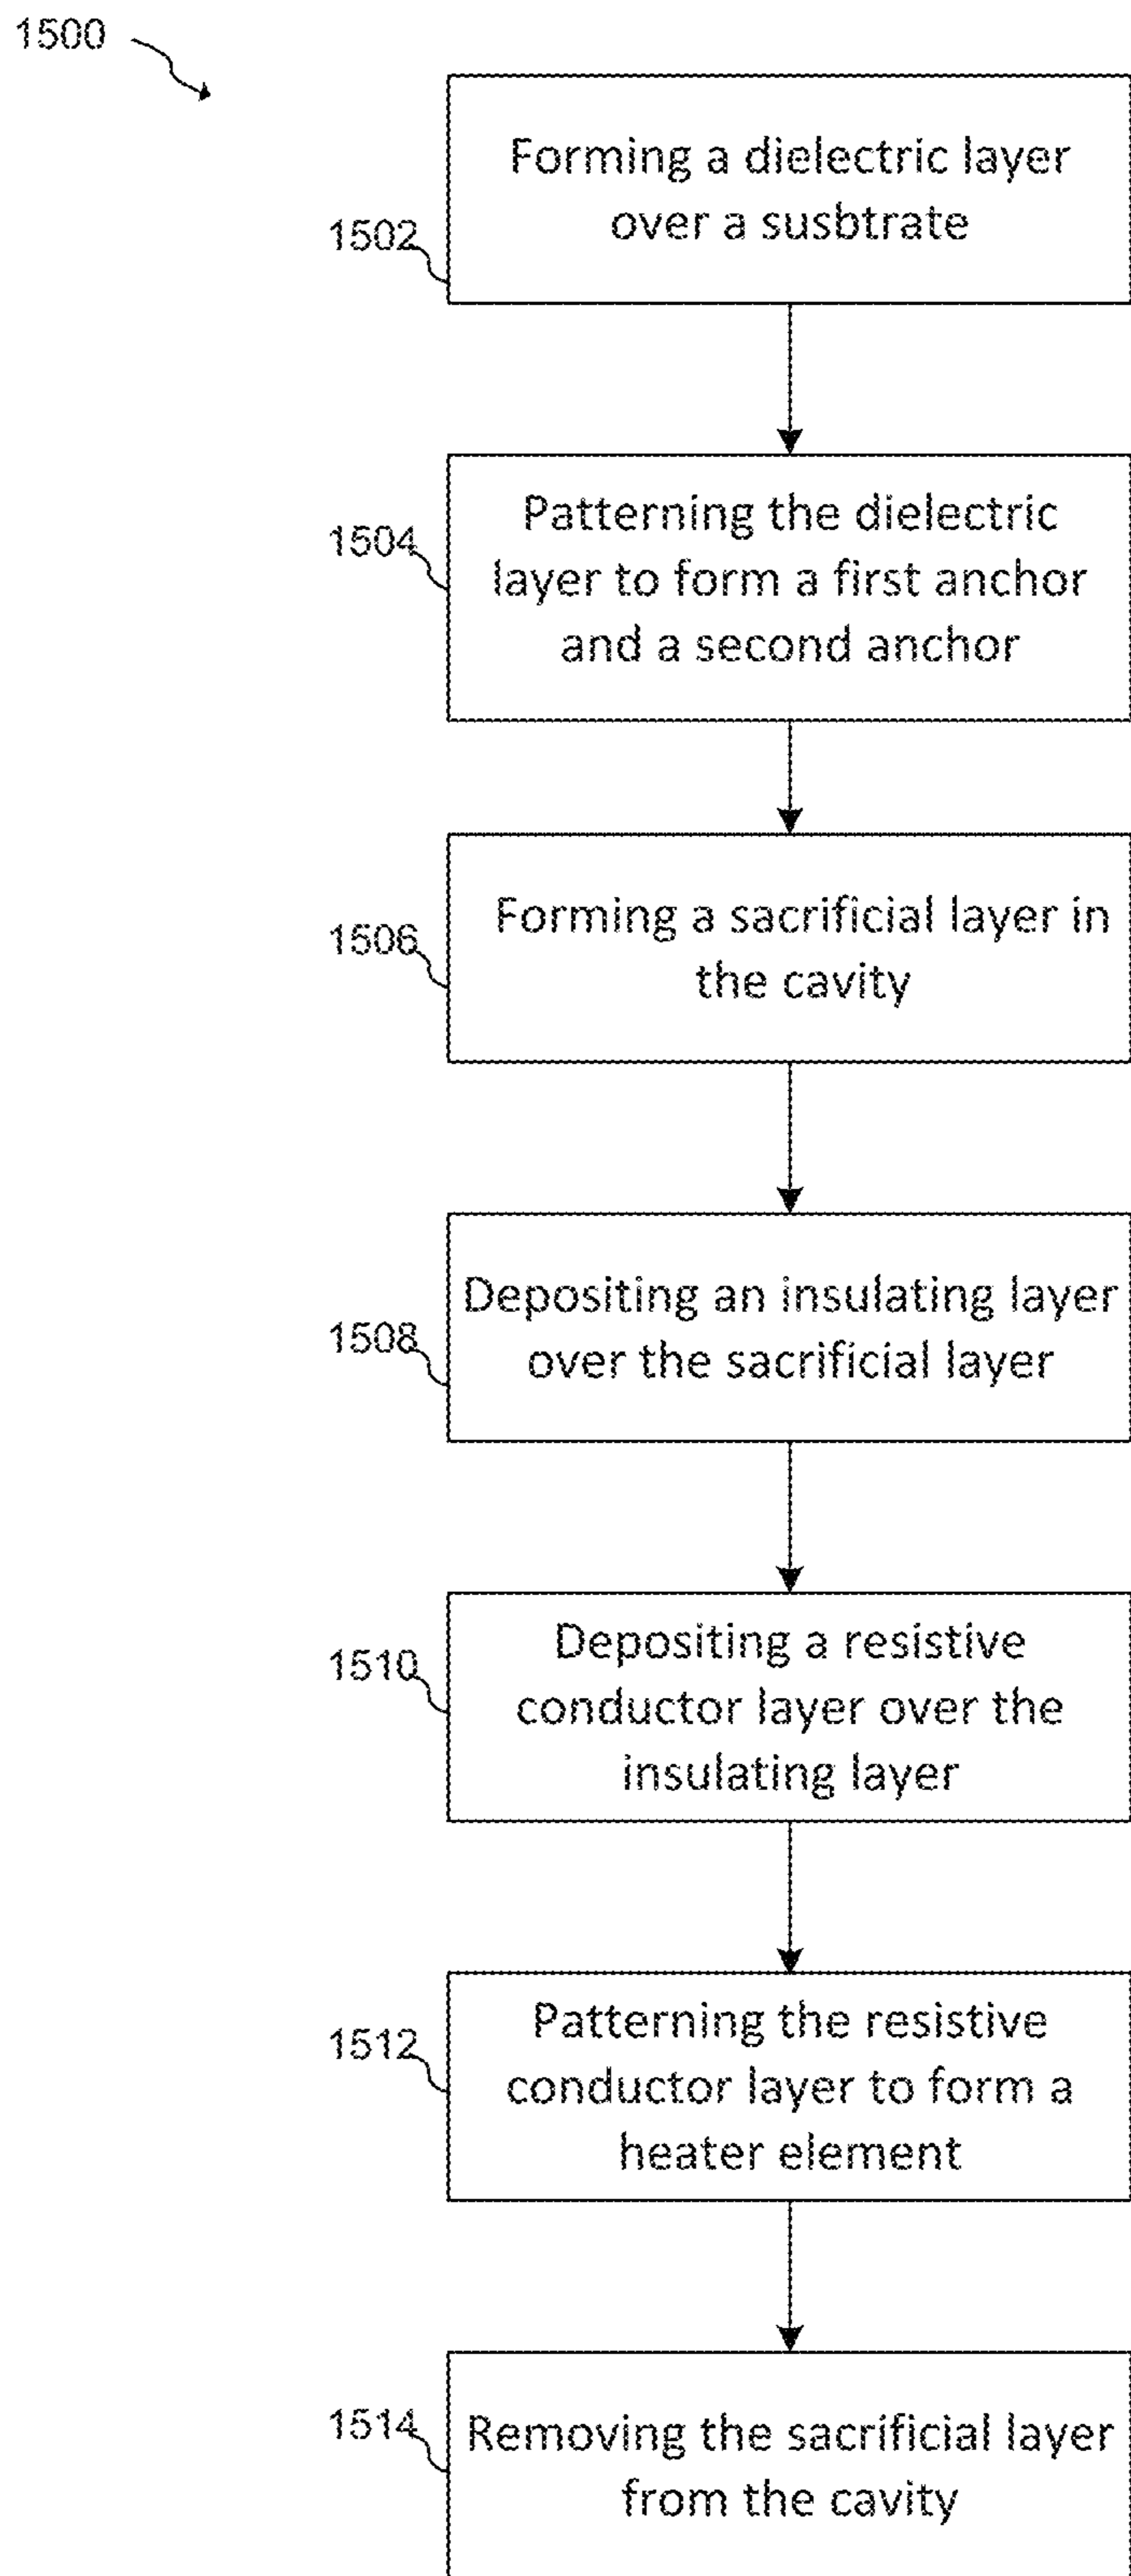 1500
Forming a dielectric layer
over a susbtrate
1502
Patterning the dielectric
layer to form a first anchor
and a second anchor
1504
Forming a sacrificial layer in
the cavity
1506
Depositing an insulating layer
over the sacrificial layer
1508
Depositing a resistive
conductor layer over the
insulating layer
1510
Patterning the resistive
conductor layer to form a
heater element
1512
Removing the sacrificial layer
from the cavity
1514